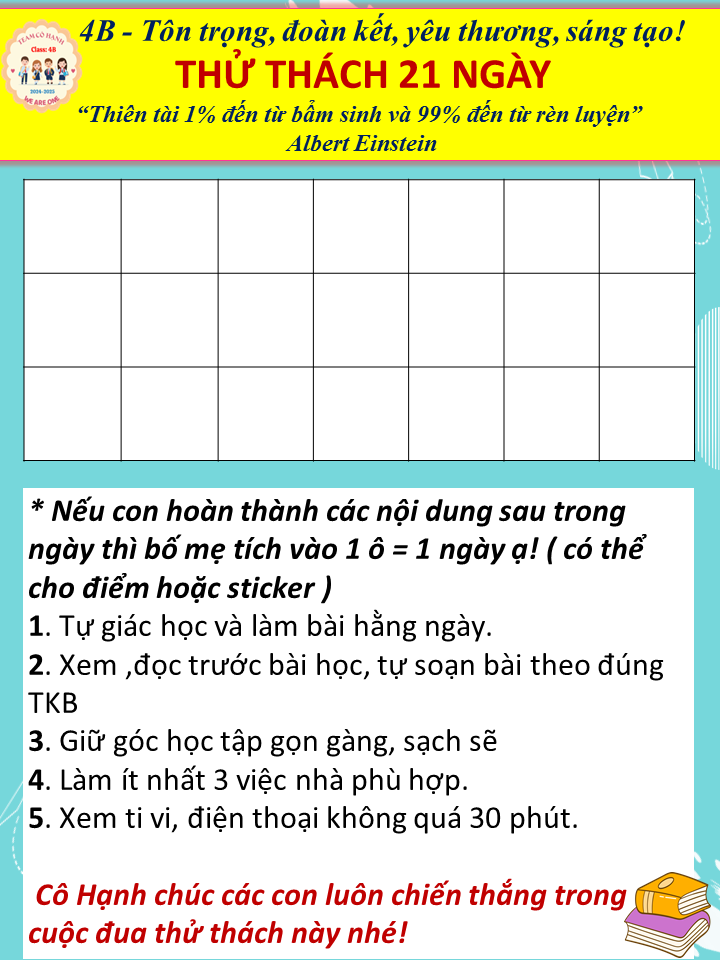 TEAM CÔ HẠNH
Class: 4B
2024-2025
WE ARE ONE
4B - Tôn trọng, đoàn kết, yêu thương, sáng tạo!
THỬ THÁCH 21 NGÀY
“Thiên tài 1% đến từ bẩm sinh và 99% đến từ rèn luyện”
Albert Einstein
* Nếu con hoàn thành các nội dung sau trong
ngày thì bố mẹ tích vào 1 ô = 1 ngày ạ! ( có thể
cho điểm hoặc sticker )
1. Tự giác học và làm bài hằng ngày.
2. Xem ,đọc trước bài học, tự soạn bài theo đúng
TKB
3. Giữ góc học tập gọn gàng, sạch sẽ
4. Làm ít nhất 3 việc nhà phù hợp.
5. Xem ti vi, điện thoại không quá 30 phút.
Cô Hạnh chúc các con luôn chiến thắng trong
cuộc đua thử thách này nhé!